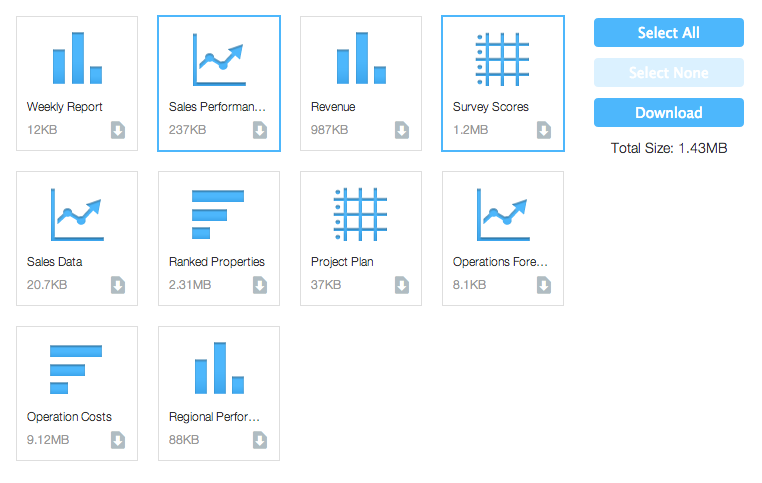 Weekly Report
12KB
Sales Performan...
237KB
Revenue
987KB
Survey Scores
1.2MB
Select All
Select None
Download
Total Size: 1.43MB
Sales Data
20.7KB
Ranked Properties
2.31MB
Project Plan
37KB
Operations Fore...
8.1KB
Operation Costs
9.12MB
Regional Perfor...
88KB